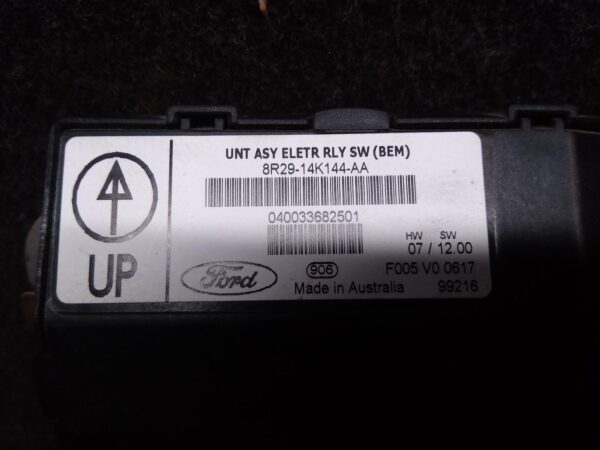 UNT ASY ELETR RLY SW (BEM)
8R29-14K144-AA
040033682501
HW SW
07 / 12.00
UP
Ford
906
F005 V0 0617
Made in Australia
99216